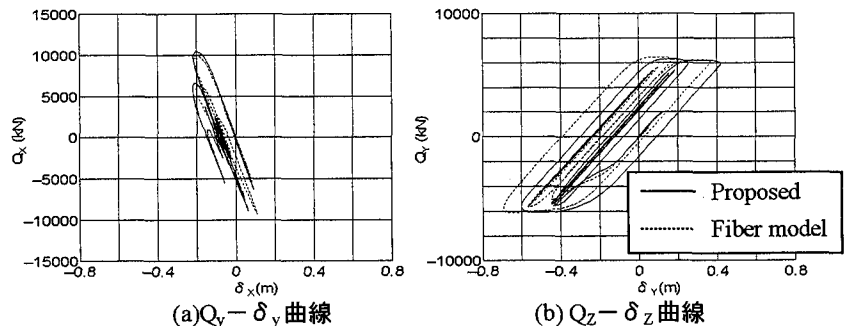 15000
10000
5000
0
-5000
-10000
-15000
Qx (kN)
-0.8 -0.4 0 0.4 0.8
δx(m)
(a)Qy－δy曲線
10000
0
-10000
QY (kN)
-0.8 -0.4 0 0.4 0.8
δY(m)
Proposed
Fiber model
(b) QZ－δZ曲線